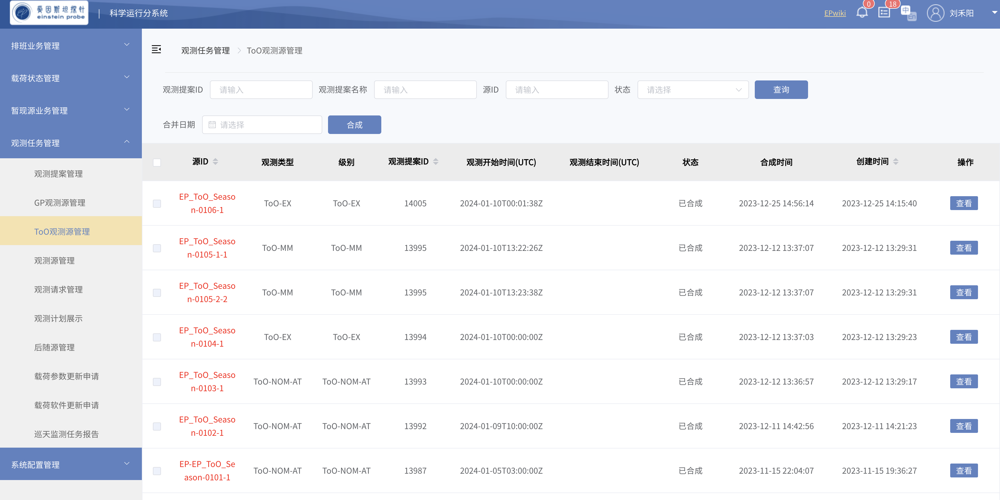 爱因斯坦探针
einstein probe
科学运行分系统
EPwiki
0
18
中
En
刘禾阳
排班业务管理
载荷状态管理
暂现源业务管理
观测任务管理
观测提案管理
GP观测源管理
ToO观测源管理
观测源管理
观测请求管理
观测计划展示
后随源管理
载荷参数更新申请
载荷软件更新申请
巡天监测任务报告
系统配置管理
观测任务管理 > ToO观测源管理
观测提案ID 请输入 观测提案名称 请输入 源ID 请输入 状态 请选择 查询
合并日期 请选择 合成
源ID 观测类型 级别 观测提案ID 观测开始时间(UTC) 观测结束时间(UTC) 状态 合成时间 创建时间 操作
EP_ToO_Seaso
n-0106-1
ToO-EX ToO-EX 14005 2024-01-10T00:01:38Z 已合成 2023-12-25 14:56:14 2023-12-25 14:15:40 查看
EP_ToO_Seaso
n-0105-1-1
ToO-MM ToO-MM 13995 2024-01-10T13:22:26Z 已合成 2023-12-12 13:37:07 2023-12-12 13:29:31 查看
EP_ToO_Seaso
n-0105-2-2
ToO-MM ToO-MM 13995 2024-01-10T13:23:38Z 已合成 2023-12-12 13:37:07 2023-12-12 13:29:31 查看
EP_ToO_Seaso
n-0104-1
ToO-EX ToO-EX 13994 2024-01-10T00:00:00Z 已合成 2023-12-12 13:37:03 2023-12-12 13:29:23 查看
EP_ToO_Seaso
n-0103-1
ToO-NOM-AT ToO-NOM-AT 13993 2024-01-10T00:00:00Z 已合成 2023-12-12 13:36:57 2023-12-12 13:29:17 查看
EP_ToO_Seaso
n-0102-1
ToO-NOM-AT ToO-NOM-AT 13992 2024-01-09T10:00:00Z 已合成 2023-12-11 14:42:56 2023-12-11 14:21:23 查看
EP-EP_ToO_Se
ason-0101-1
ToO-NOM-AT ToO-NOM-AT 13987 2024-01-05T03:00:00Z 已合成 2023-11-15 22:04:07 2023-11-15 19:36:27 查看